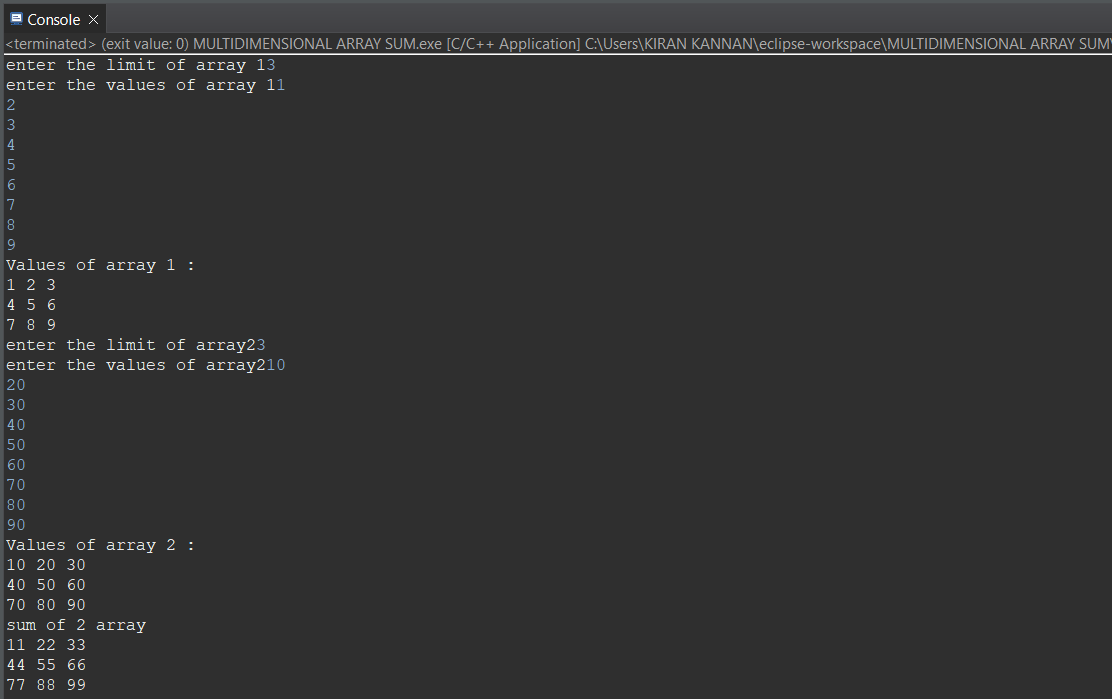 Console
<terminated> (exit value: 0) MULTIDIMENSIONAL ARRAY SUM.exe [C/C++ Application] C:\Users\KIRAN KANNAN\eclipse-workspace\MULTIDIMENSIONAL ARRAY SUM\
enter the limit of array 13
enter the values of array 11
2
3
4
5
6
7
8
9
Values of array 1 :
1 2 3
4 5 6
7 8 9
enter the limit of array23
enter the values of array210
20
30
40
50
60
70
80
90
Values of array 2 :
10 20 30
40 50 60
70 80 90
sum of 2 array
11 22 33
44 55 66
77 88 99